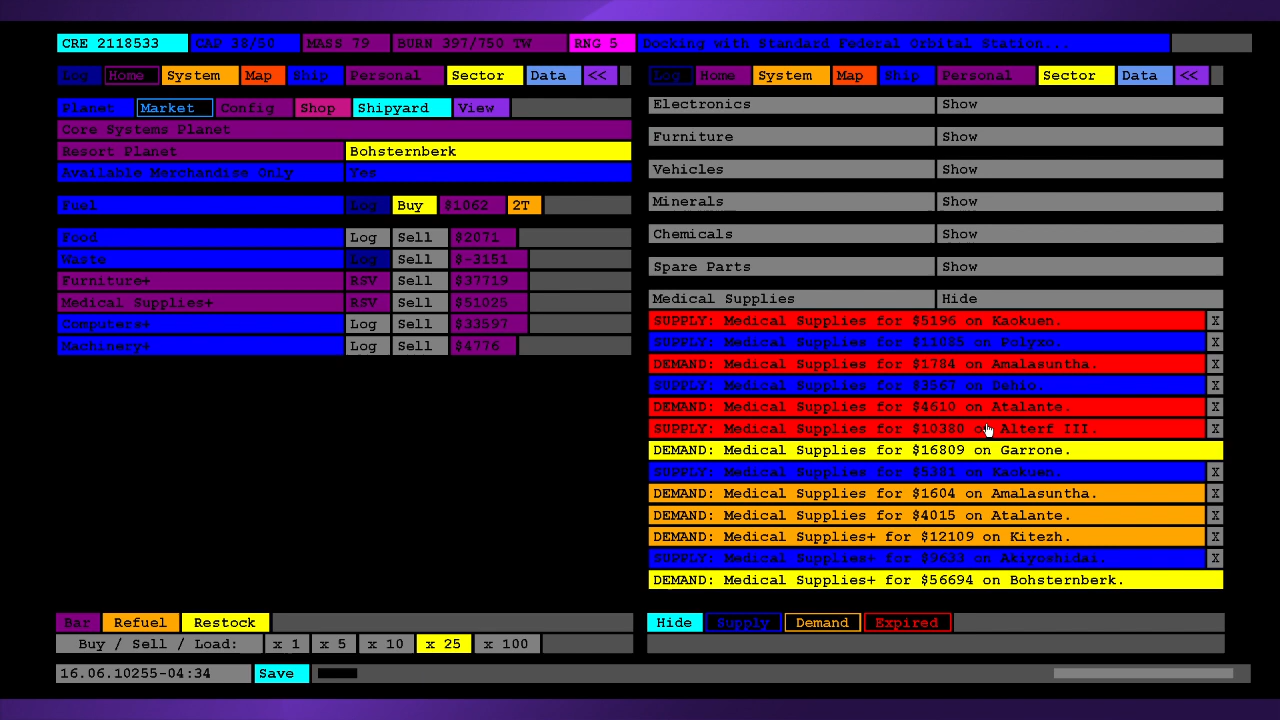 CRE 2118533 CAP 38/50 MASS 79 BURN 397/750 TW RNG 5 Docking with Standard Federal Orbital Station...
Log Home System Map Ship Personal Sector Data <<
Planet Market Config Shop Shipyard View
Core Systems Planet
Resort Planet Bohsternberk
Available Merchandise Only Yes
Fuel Log Buy $1062 2T
Food Log Sell $2071
Waste Log Sell $-3151
Furniture+ RSV Sell $37719
Medical Supplies+ RSV Sell $51025
Computers+ Log Sell $33597
Machinery+ Log Sell $4776
Bar Refuel Restock
Buy / Sell / Load: x 1 x 5 x 10 x 25 x 100
Log Home System Map Ship Personal Sector Data <<
Electronics Show
Furniture Show
Vehicles Show
Minerals Show
Chemicals Show
Spare Parts Show
Medical Supplies Hide
SUPPLY: Medical Supplies for $5196 on Kaokuen. X
SUPPLY: Medical Supplies for $11085 on Polyxo. X
DEMAND: Medical Supplies for $1784 on Amalasuntha. X
SUPPLY: Medical Supplies for $3567 on Dehio. X
DEMAND: Medical Supplies for $4610 on Atalante. X
SUPPLY: Medical Supplies for $10380 on Alterf III. X
DEMAND: Medical Supplies for $16809 on Garrone.
SUPPLY: Medical Supplies for $5381 on Kaokuen. X
DEMAND: Medical Supplies for $1604 on Amalasuntha. X
DEMAND: Medical Supplies for $4015 on Atalante. X
DEMAND: Medical Supplies+ for $12109 on Kitezh. X
SUPPLY: Medical Supplies+ for $9633 on Akiyoshidai. X
DEMAND: Medical Supplies+ for $56694 on Bohsternberk.
Hide Supply Demand Expired
16.06.10255-04:34 Save